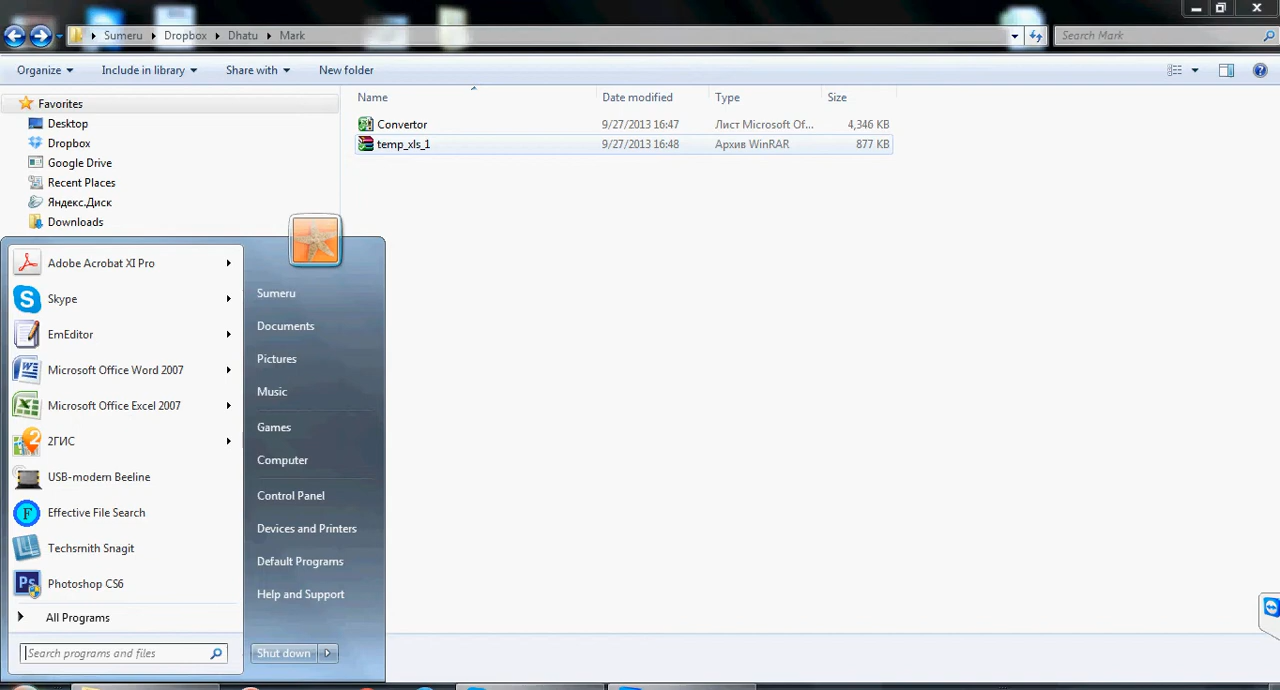 Sumeru Dropbox Dhatu Mark
Search Mark
Organize Include in library Share with New folder
Name Date modified Type Size
Convertor 9/27/2013 16:47 Лист Microsoft Of... 4,346 KB
temp_xls_1 9/27/2013 16:48 Архив WinRAR 877 KB
Favorites
Desktop
Dropbox
Google Drive
Recent Places
Яндекс.Диск
Downloads
Adobe Acrobat XI Pro
Skype
EmEditor
Microsoft Office Word 2007
Microsoft Office Excel 2007
2ГИС
USB-modem Beeline
Effective File Search
Techsmith Snagit
Photoshop CS6
All Programs
Search programs and files
Sumeru
Documents
Pictures
Music
Games
Computer
Control Panel
Devices and Printers
Default Programs
Help and Support
Shut down